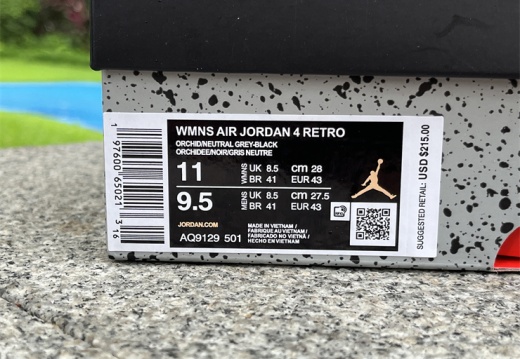 WMNS AIR JORDAN 4 RETRO
ORCHID/NEUTRAL GREY-BLACK
ORCHIDEE/NOIR/GRIS NEUTRE
11 WMNS UK 8.5 cm 28
BR 41 EUR 43
9.5 MENS UK 8.5 cm 27.5
BR 41 EUR 43
JORDAN.COM
AQ9129 501
MADE IN VIETNAM /
FABRIQUE AU VIETNAM /
FABRICADO NO VIETNÃ /
HECHO EN VIETNAM
1 97600 65021 3 16
SUGGESTED RETAIL: USD $215.00